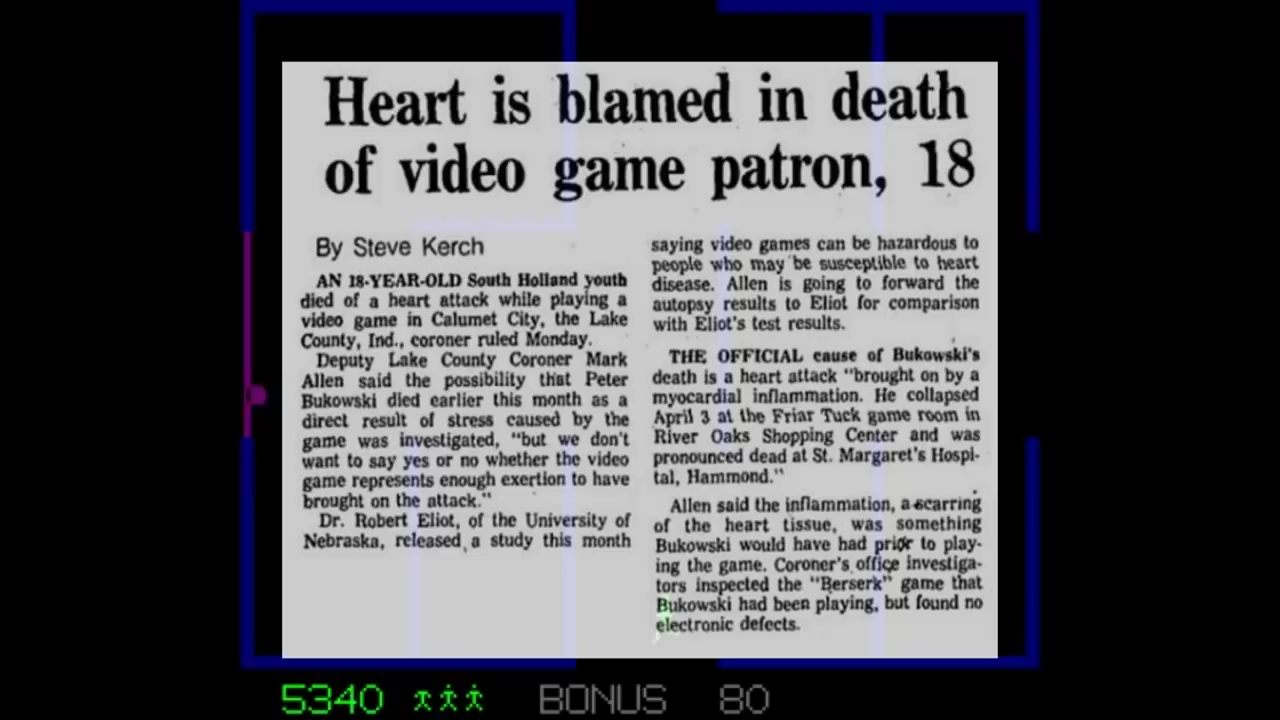 Heart is blamed in death
of video game patron, 18
By Steve Kerch
AN 18-YEAR-OLD South Holland youth
died of a heart attack while playing a
video game in Calumet City, the Lake
County, Ind., coroner ruled Monday.
Deputy Lake County Coroner Mark
Allen said the possibility that Peter
Bukowski died earlier this month as a
direct result of stress caused by the
game was investigated, "but we don't
want to say yes or no whether the video
game represents enough exertion to have
brought on the attack."
Dr. Robert Eliot, of the University of
Nebraska, released a study this month
saying video games can be hazardous to
people who may be susceptible to heart
disease. Allen is going to forward the
autopsy results to Eliot for comparison
with Eliot's test results.
THE OFFICIAL cause of Bukowski's
death is a heart attack "brought on by a
myocardial inflammation. He collapsed
April 3 at the Friar Tuck game room in
River Oaks Shopping Center and was
pronounced dead at St. Margaret's Hospi-
tal, Hammond."
Allen said the inflammation, a scarring
of the heart tissue, was something
Bukowski would have had prior to play-
ing the game. Coroner's office investiga-
tors inspected the "Berserk" game that
Bukowski had been playing, but found no
electronic defects.
5340 BONUS 80